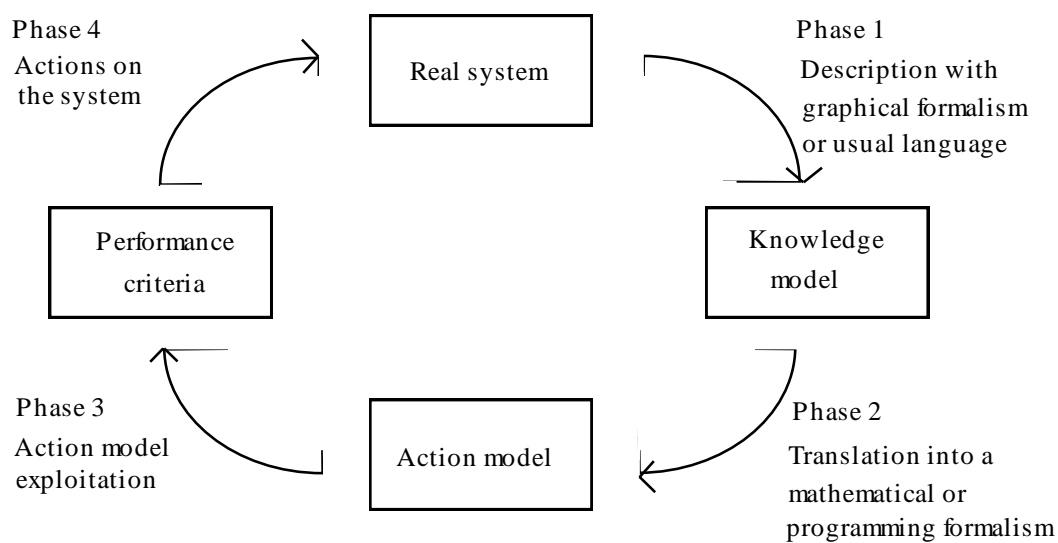 Phase 4
Actions on
the system
Real system
Phase 1
Description with
graphical formalism
or usual language
Performance
criteria
Knowledge
model
Phase 3
Action model
exploitation
Action model
Phase 2
Translation into a
mathematical or
programming formalism